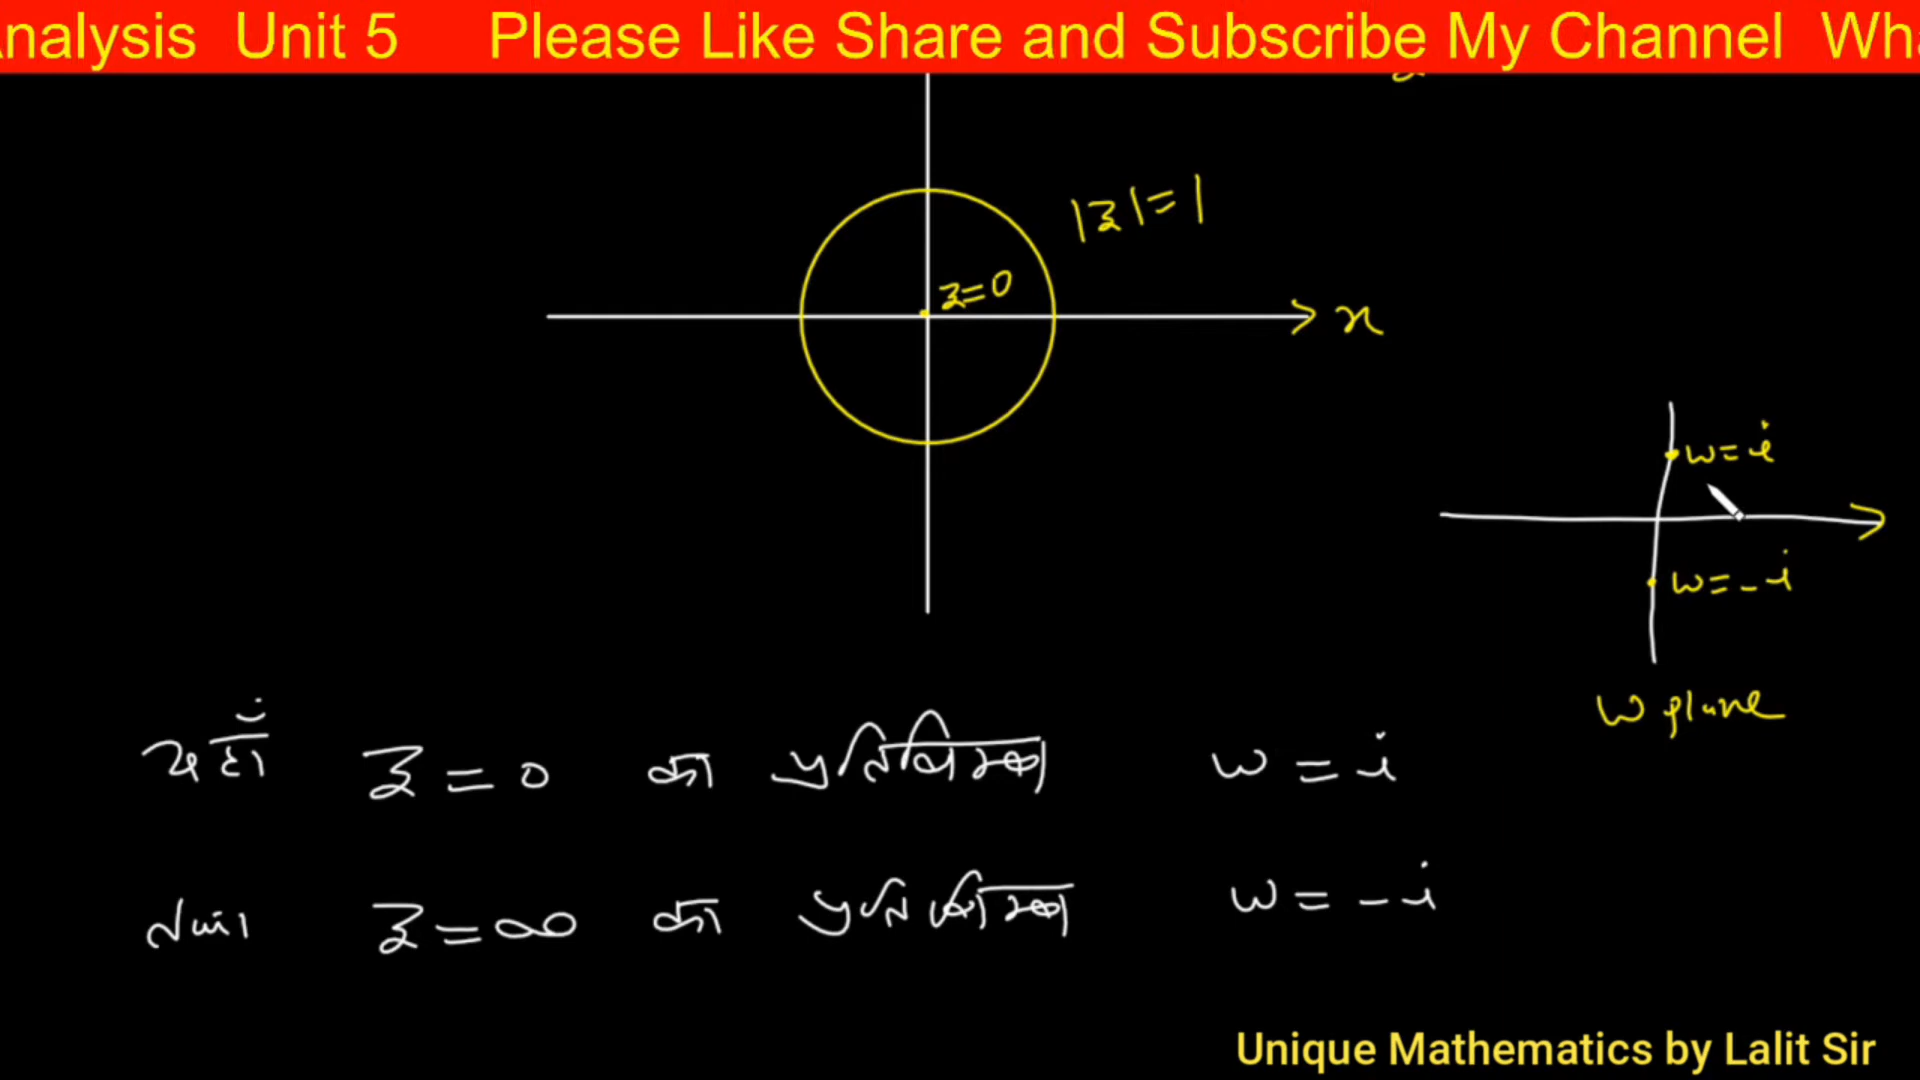 nalysis Unit 5 Please Like Share and Subscribe My Channel Wh
|z|=1
z=0
x
w=i
w=-i
w plane
यहाँ z=0 का प्रतिबिम्ब w=i
तथा z=∞ का प्रतिबिम्ब w=-i
Unique Mathematics by Lalit Sir